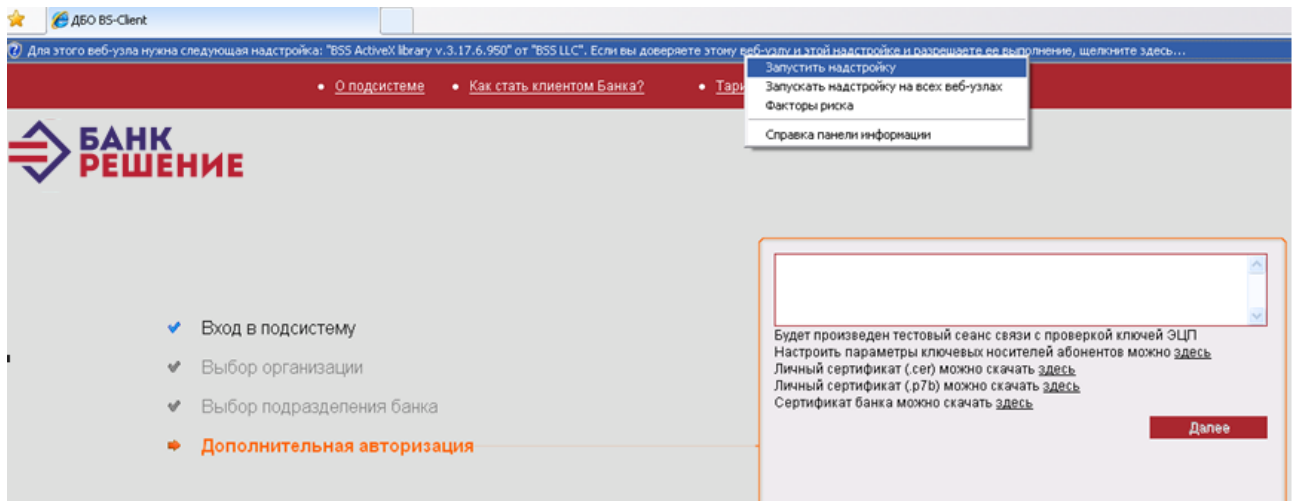 ДБО BS-Client
Для этого веб-узла нужна следующая надстройка: "BSS ActiveX library v.3.17.6.950" от "BSS LLC". Если вы доверяете этому веб-узлу и этой надстройке и разрешаете ее выполнение, щелкните здесь...
Запустить надстройку
Запускать надстройку на всех веб-узлах
Факторы риска
Справка панели информации
• О подсистеме • Как стать клиентом Банка? •
БАНК
РЕШЕНИЕ
Вход в подсистему
Выбор организации
Выбор подразделения банка
Дополнительная авторизация
Будет произведен тестовый сеанс связи с проверкой ключей ЭЦП
Настроить параметры ключевых носителей абонентов можно здесь
Личный сертификат (.cer) можно скачать здесь
Личный сертификат (.p7b) можно скачать здесь
Сертификат банка можно скачать здесь
Далее